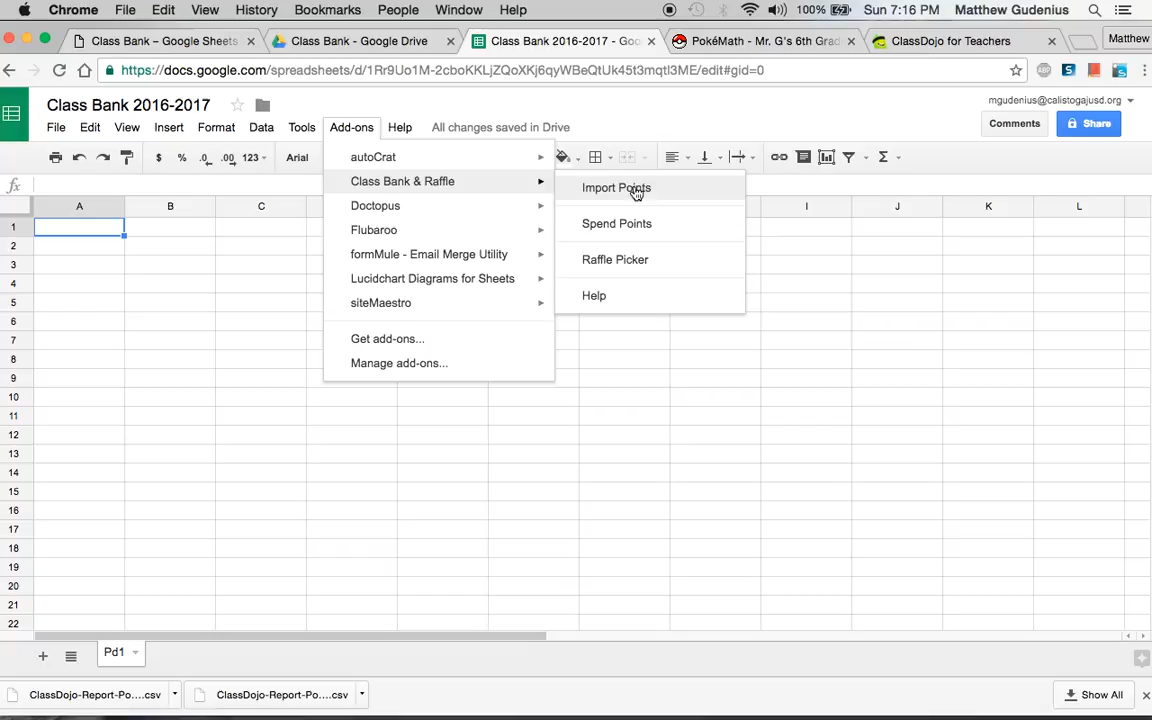 Chrome File Edit View History Bookmarks People Window Help 100% Sun 7:16 PM Matthew Gudenius
Class Bank – Google Sheets Class Bank - Google Drive Class Bank 2016-2017 - Goo PokéMath - Mr. G's 6th Grad ClassDojo for Teachers Matthew
https://docs.google.com/spreadsheets/d/1Rr9Uo1M-2cboKKLjZQoXKj6qyWBeQtUk45t3mqtl3ME/edit#gid=0
Class Bank 2016-2017 mgudenius@calistogajusd.org
File Edit View Insert Format Data Tools Add-ons Help All changes saved in Drive Comments Share
$ % .0 .00 123 Arial
autoCrat
Class Bank & Raffle
Doctopus
Flubaroo
formMule - Email Merge Utility
Lucidchart Diagrams for Sheets
siteMaestro
Get add-ons...
Manage add-ons...
Import Points
Spend Points
Raffle Picker
Help
fx
A B C I J K L
1
2
3
4
5
6
7
8
9
10
11
12
13
14
15
16
17
18
19
20
21
22
Pd1
ClassDojo-Report-Po....csv ClassDojo-Report-Po....csv Show All